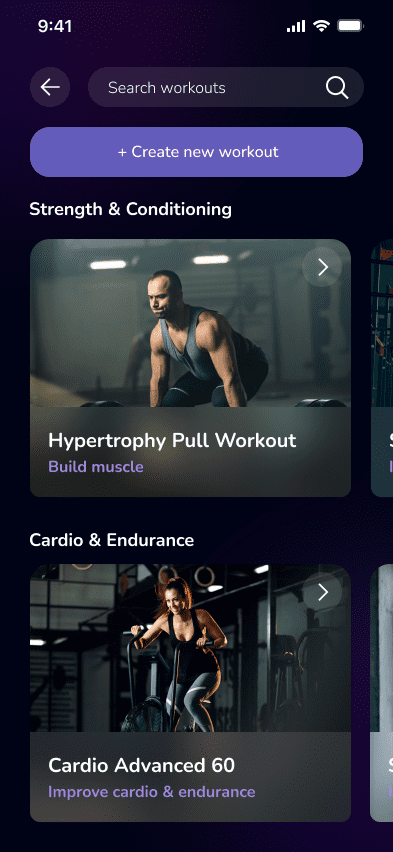 9:41
Search workouts
+ Create new workout
Strength & Conditioning
Hypertrophy Pull Workout
Build muscle
Cardio & Endurance
Cardio Advanced 60
Improve cardio & endurance